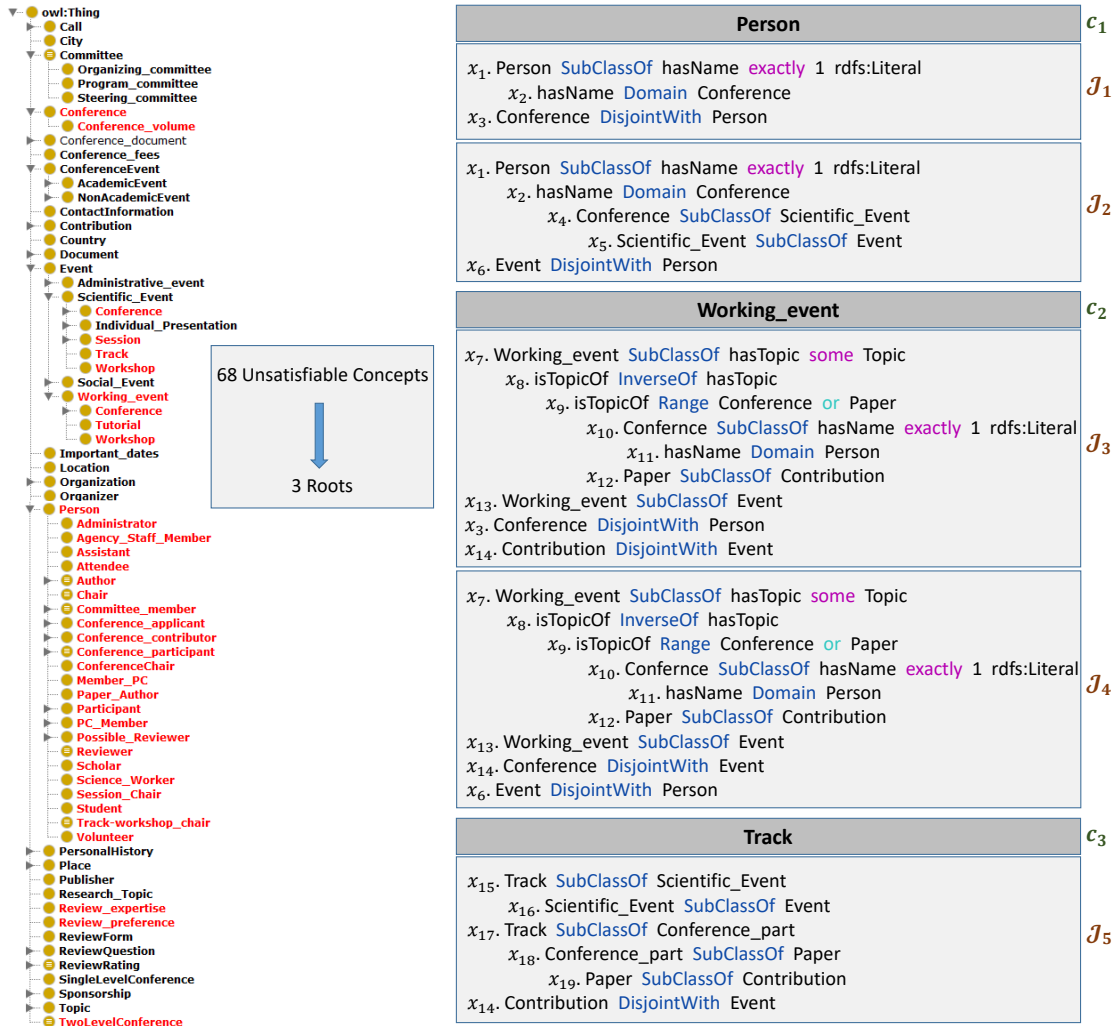 owl:Thing
Call
City
Committee
Organizing_committee
Program_committee
Steering_committee
Conference
Conference_volume
Conference_document
Conference_fees
ConferenceEvent
AcademicEvent
NonAcademicEvent
ContactInformation
Contribution
Country
Document
Event
Administrative_event
Scientific_Event
Conference
Individual_Presentation
Session
Track
Workshop
Social_Event
Working_event
Conference
Tutorial
Workshop
Important_dates
Location
Organization
Organizer
Person
Administrator
Agency_Staff_Member
Assistant
Attendee
Author
Chair
Committee_member
Conference_applicant
Conference_contributor
Conference_participant
ConferenceChair
Member_PC
Paper_Author
Participant
PC_Member
Possible_Reviewer
Reviewer
Scholar
Science_Worker
Session_Chair
Student
Track-workshop_chair
Volunteer
PersonalHistory
Place
Publisher
Research_Topic
Review_expertise
Review_preference
ReviewForm
ReviewQuestion
ReviewRating
SingleLevelConference
Sponsorship
Topic
TwoLevelConference
68 Unsatisfiable Concepts
3 Roots
Person c₁
x₁. Person SubClassOf hasName exactly 1 rdfs:Literal
x₂. hasName Domain Conference
x₃. Conference DisjointWith Person
𝒥₁
x₁. Person SubClassOf hasName exactly 1 rdfs:Literal
x₂. hasName Domain Conference
x₄. Conference SubClassOf Scientific_Event
x₅. Scientific_Event SubClassOf Event
x₆. Event DisjointWith Person
𝒥₂
Working_event c₂
x₇. Working_event SubClassOf hasTopic some Topic
x₈. isTopicOf InverseOf hasTopic
x₉. isTopicOf Range Conference or Paper
x₁₀. Confernce SubClassOf hasName exactly 1 rdfs:Literal
x₁₁. hasName Domain Person
x₁₂. Paper SubClassOf Contribution
x₁₃. Working_event SubClassOf Event
x₃. Conference DisjointWith Person
x₁₄. Contribution DisjointWith Event
𝒥₃
x₇. Working_event SubClassOf hasTopic some Topic
x₈. isTopicOf InverseOf hasTopic
x₉. isTopicOf Range Conference or Paper
x₁₀. Confernce SubClassOf hasName exactly 1 rdfs:Literal
x₁₁. hasName Domain Person
x₁₂. Paper SubClassOf Contribution
x₁₃. Working_event SubClassOf Event
x₁₄. Conference DisjointWith Event
x₆. Event DisjointWith Person
𝒥₄
Track c₃
x₁₅. Track SubClassOf Scientific_Event
x₁₆. Scientific_Event SubClassOf Event
x₁₇. Track SubClassOf Conference_part
x₁₈. Conference_part SubClassOf Paper
x₁₉. Paper SubClassOf Contribution
x₁₄. Contribution DisjointWith Event
𝒥₅